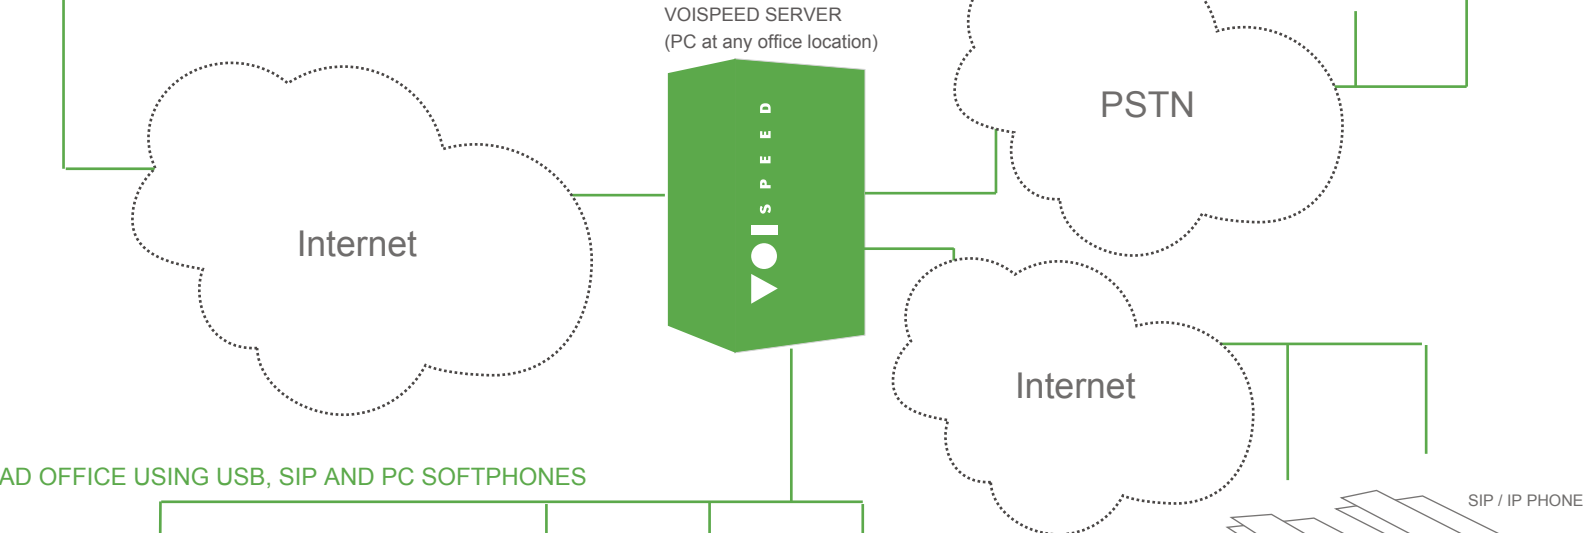 VOISPEED SERVER
(PC at any office location)
PSTN
VOISPEED
Internet
Internet
AD OFFICE USING USB, SIP AND PC SOFTPHONES
SIP / IP PHONE